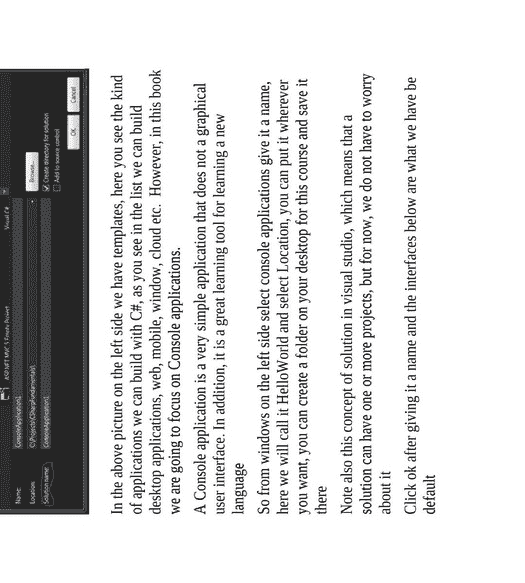 ASP.NET MVC 5 Empty Project
Visual C#
Name: ConsoleApplication1
Location: C:\Projects\CSharpFundamentals\
Browse...
Solution name: ConsoleApplication1
Create directory for solution
Add to source control
OK Cancel
In the above picture on the left side we have templates, here you see the kind
of applications we can build with C#, as you see in the list we can build
desktop applications, web, mobile, window, cloud etc. However, in this book
we are going to focus on Console applications.
A Console application is a very simple application that does not a graphical
user interface. In addition, it is a great learning tool for learning a new
language
So from windows on the left side select console applications give it a name,
here we will call it HelloWorld and select Location, you can put it wherever
you want, you can create a folder on your desktop for this course and save it
there
Note also this concept of solution in visual studio, which means that a
solution can have one or more projects, but for now, we do not have to worry
about it
Click ok after giving it a name and the interfaces below are what we have be
default